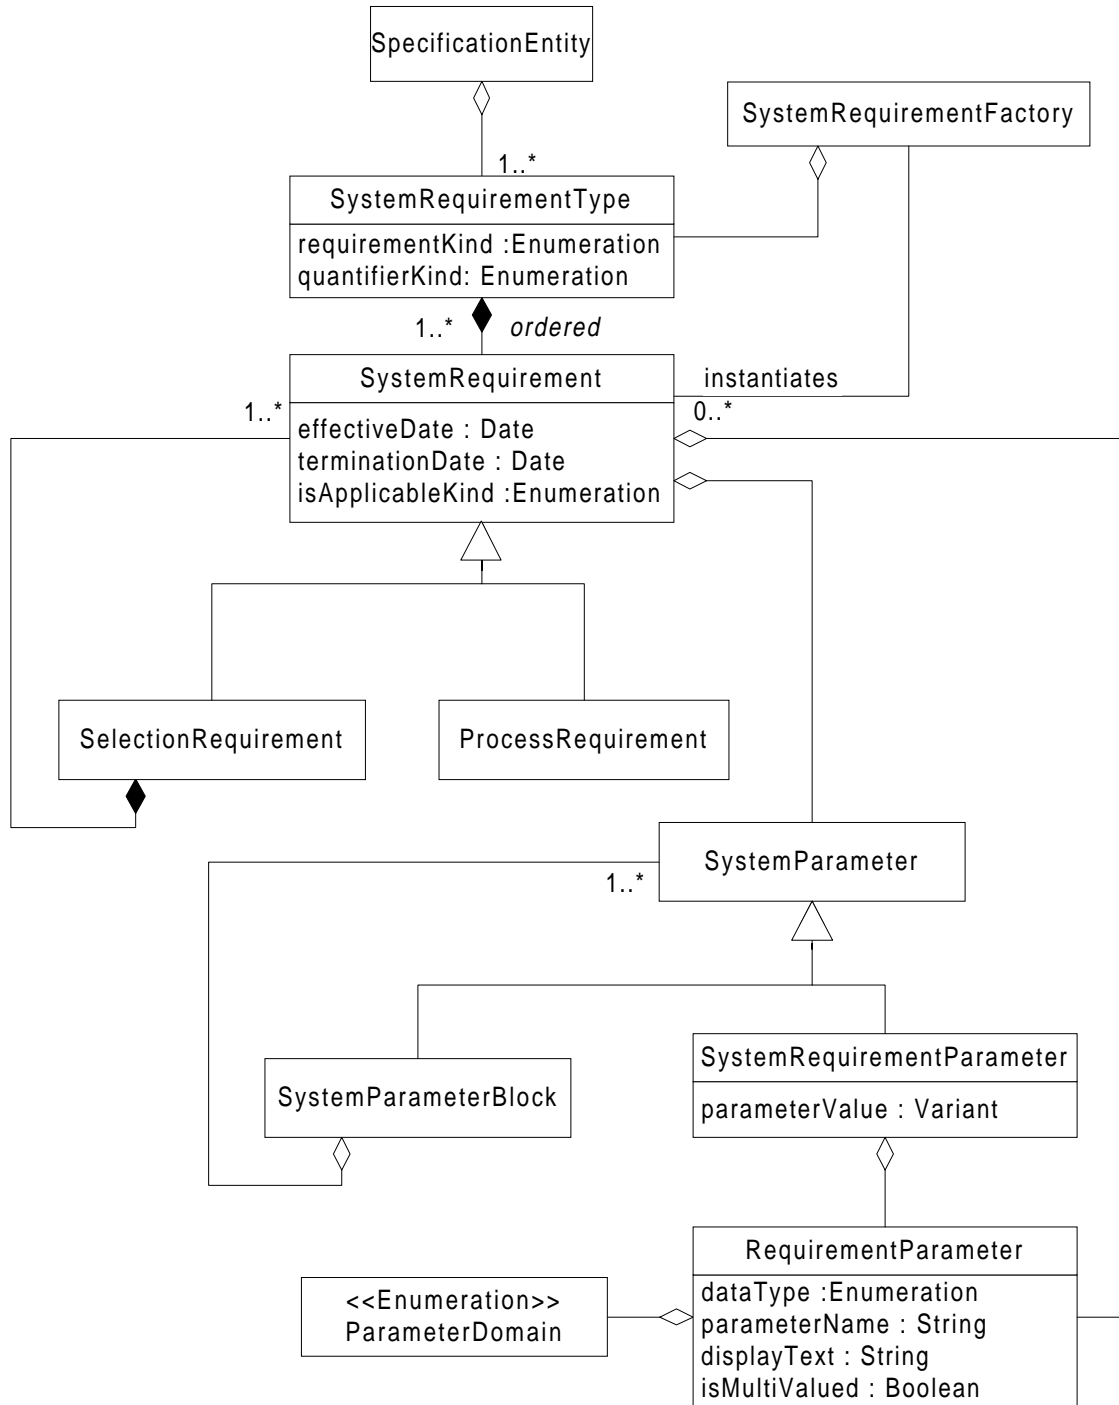 SpecificationEntity
SystemRequirementFactory
1..*
SystemRequirementType
requirementKind :Enumeration
quantifierKind: Enumeration
1..*
ordered
SystemRequirement
instantiates
1..*
0..*
effectiveDate : Date
terminationDate : Date
isApplicableKind :Enumeration
SelectionRequirement
ProcessRequirement
SystemParameter
1..*
SystemRequirementParameter
SystemParameterBlock
parameterValue : Variant
RequirementParameter
<<Enumeration>>
ParameterDomain
dataType :Enumeration
parameterName : String
displayText : String
isMultiValued : Boolean